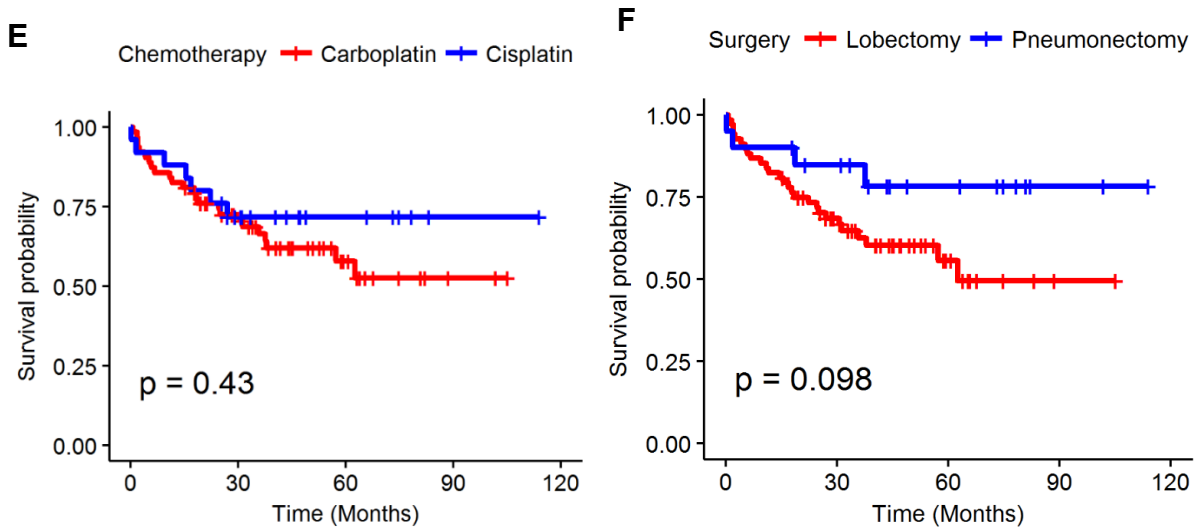 E
Chemotherapy Carboplatin Cisplatin
Survival probability
1.00
0.75
0.50
0.25
0.00
p = 0.43
0 30 60 90 120
Time (Months)
F
Surgery Lobectomy Pneumonectomy
Survival probability
1.00
0.75
0.50
0.25
0.00
p = 0.098
0 30 60 90 120
Time (Months)